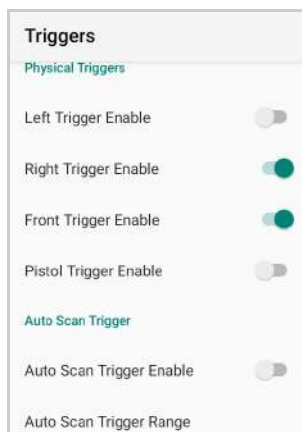 Triggers
Physical Triggers
Left Trigger Enable
Right Trigger Enable
Front Trigger Enable
Pistol Trigger Enable
Auto Scan Trigger
Auto Scan Trigger Enable
Auto Scan Trigger Range